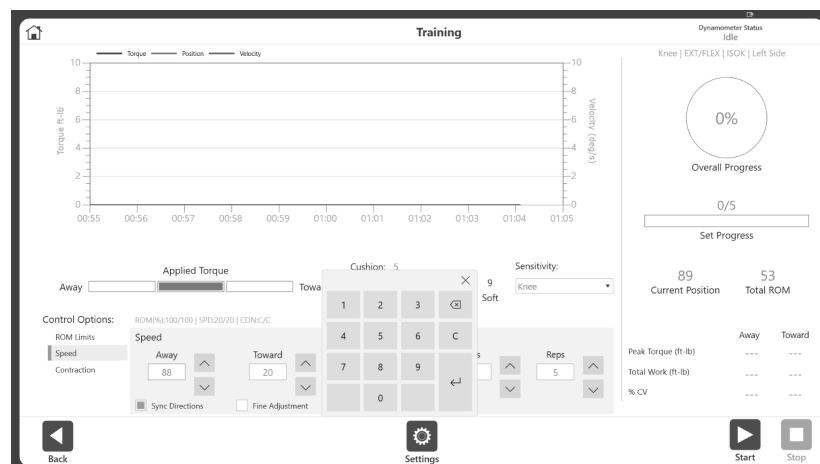 Training
Dynamometer Status
Idle
Torque Position Velocity
Knee | EXT/FLEX | ISOK | Left Side
10
8
6
4
2
0
Torque ft-lb
10
8
6
4
2
0
Velocity (deg/s)
00:55 00:56 00:57 00:58 00:59 01:00 01:01 01:02 01:03 01:04 01:05
0%
Overall Progress
0/5
Set Progress
Applied Torque
Away
Towa
Cushion: 5
9
Soft
Sensitivity:
Knee
89 53
Current Position Total ROM
Control Options:
ROM Limits
Speed
Contraction
ROM(%):100/100 | SPD:20/20 | CON:C/C
Speed
Away Toward
88 20
Sync Directions Fine Adjustment
1 2 3
4 5 6 C
7 8 9
0
s Reps
5
Away Toward
Peak Torque (ft-lb) --- ---
Total Work (ft-lb) --- ---
% CV --- ---
Back
Settings
Start
Stop